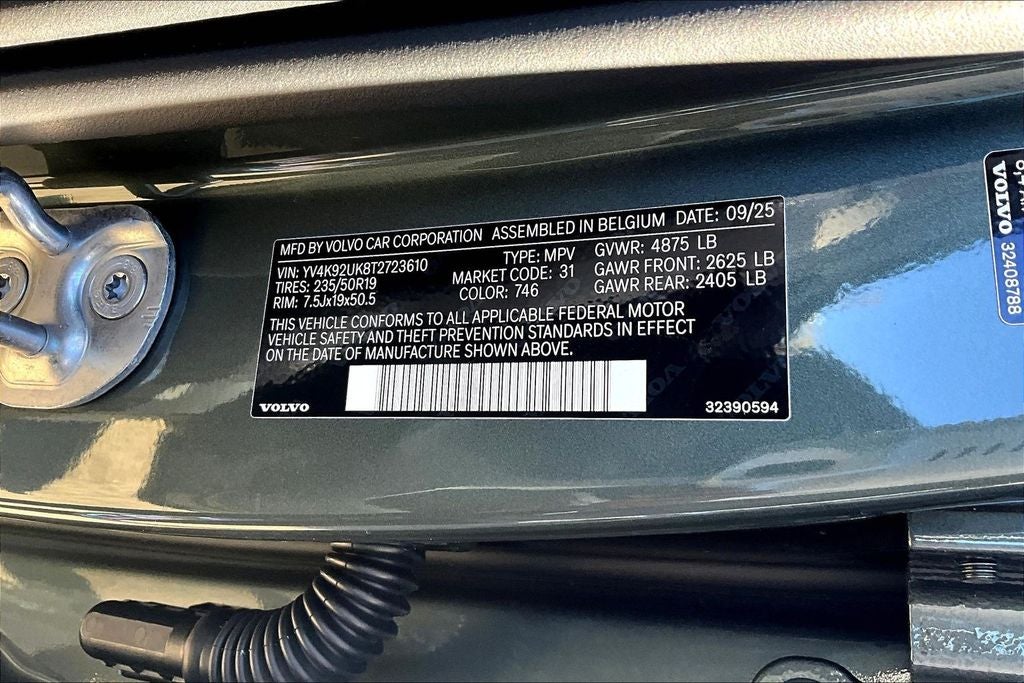 MFD BY VOLVO CAR CORPORATION ASSEMBLED IN BELGIUM DATE: 09/25
VIN: YV4K92UK8T2723610 TYPE: MPV GVWR: 4875 LB
TIRES: 235/50R19 MARKET CODE: 31 GAWR FRONT: 2625 LB
RIM: 7.5Jx19x50.5 COLOR: 746 GAWR REAR: 2405 LB
THIS VEHICLE CONFORMS TO ALL APPLICABLE FEDERAL MOTOR
VEHICLE SAFETY AND THEFT PREVENTION STANDARDS IN EFFECT
ON THE DATE OF MANUFACTURE SHOWN ABOVE.
VOLVO 32390594
VOLVO
32408788